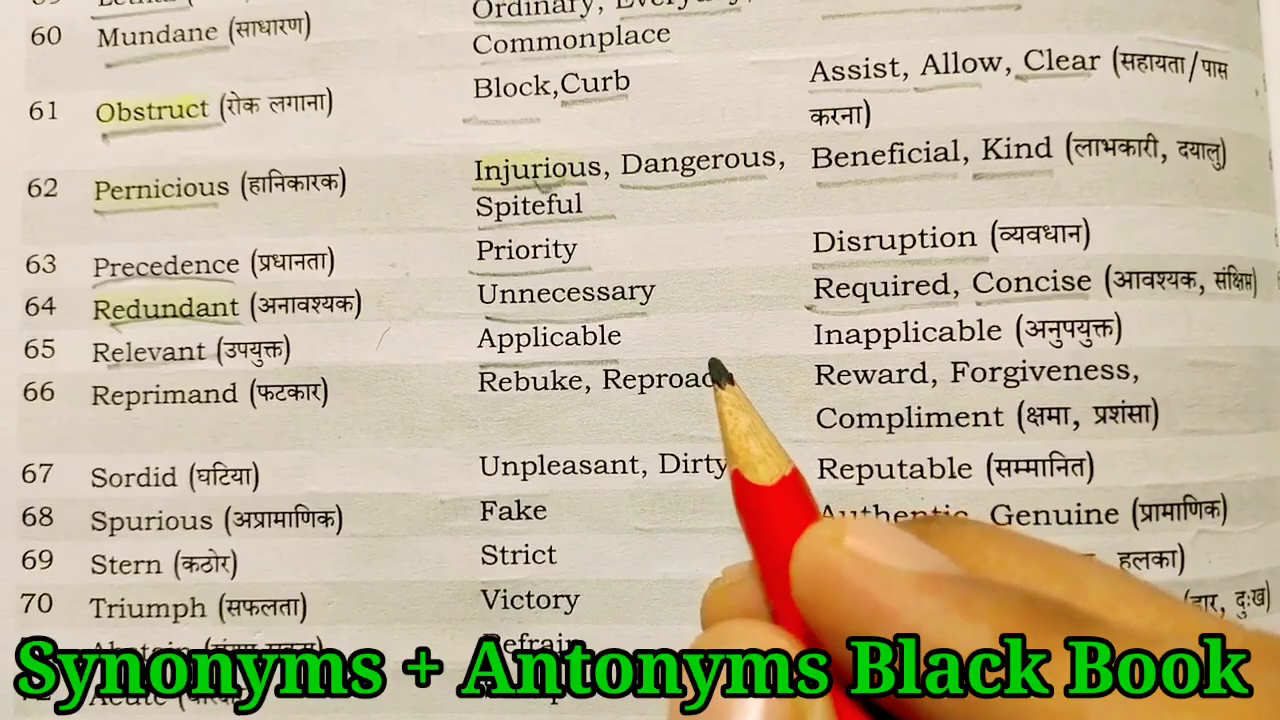 Ordinary, Everyday,
60 Mundane (साधारण) Commonplace
61 Obstruct (रोक लगाना) Block,Curb Assist, Allow, Clear (सहायता/पास
करना)
62 Pernicious (हानिकारक) Injurious, Dangerous, Beneficial, Kind (लाभकारी, दयालु)
Spiteful
63 Precedence (प्रधानता) Priority Disruption (व्यवधान)
64 Redundant (अनावश्यक) Unnecessary Required, Concise (आवश्यक, संक्षिप्त)
65 Relevant (उपयुक्त) Applicable Inapplicable (अनुपयुक्त)
66 Reprimand (फटकार) Rebuke, Reward, Forgiveness,
Compliment (क्षमा, प्रशंसा)
67 Sordid (घटिया) Unpleasant, Dirty Reputable (सम्मानित)
68 Spurious (अप्रामाणिक) Fake Authentic, Genuine (प्रामाणिक)
69 Stern (कठोर) Strict हलका)
70 Triumph (सफलता) Victory (हार, दुःख)
Abstain Refrain
Synonyms + Antonyms Black Book